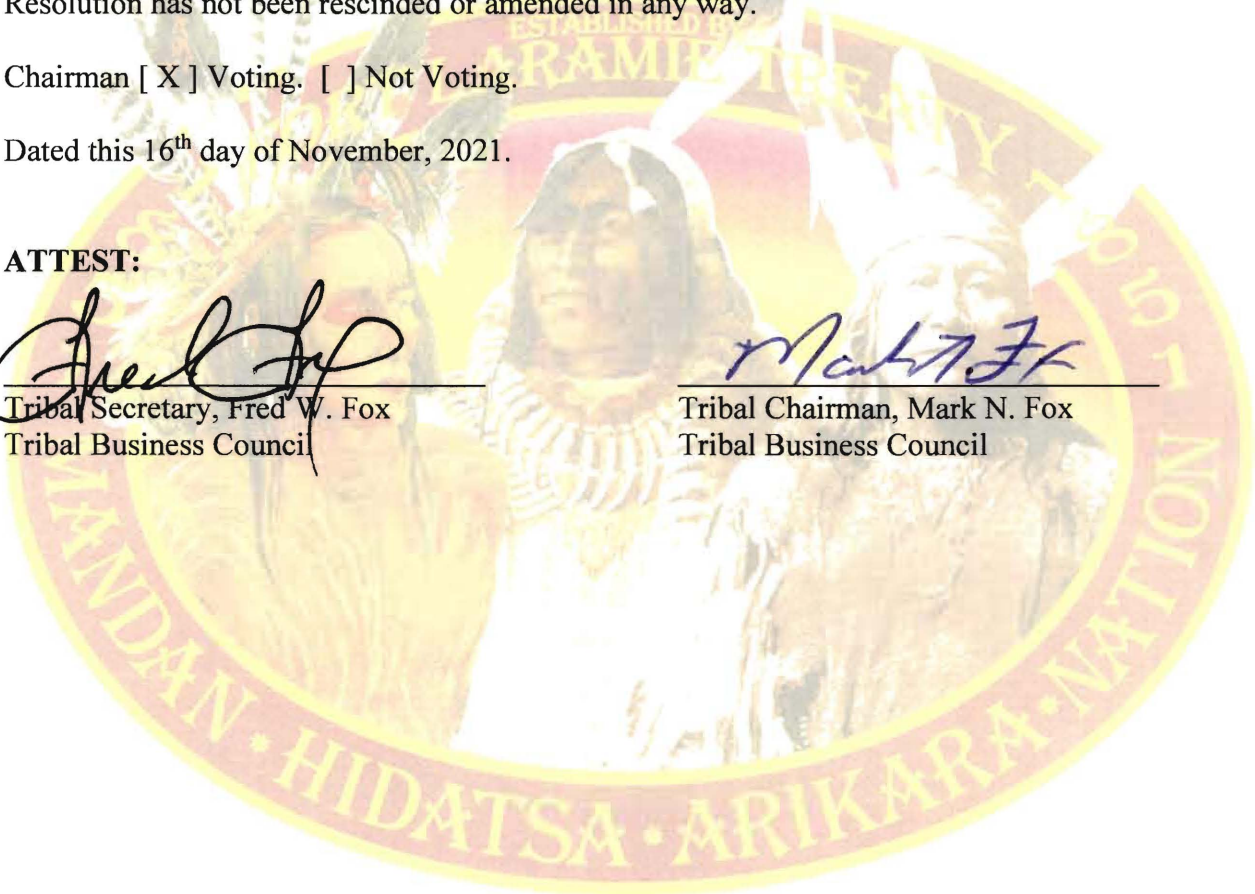 Resolution has not been rescinded or amended in any way.
Chairman [ X ] Voting. [ ] Not Voting.
Dated this 16th day of November, 2021.
ATTEST:
Tribal Secretary, Fred W. Fox
Tribal Business Council
Mark N. Fox
Tribal Chairman, Mark N. Fox
Tribal Business Council
ESTABLISHED BY
LARAMIE TREATY 1851
MANDAN • HIDATSA • ARIKARA • NATION